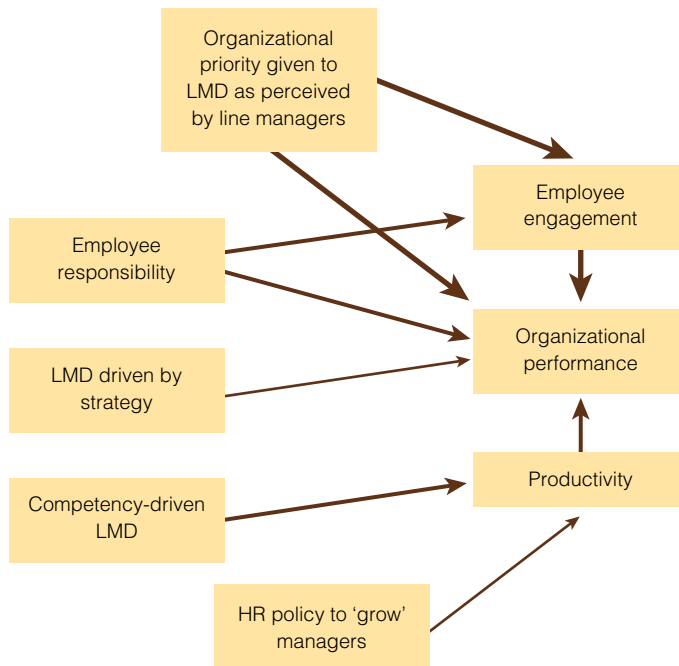 Organizational
priority given to
LMD as perceived
by line managers
Employee
engagement
Employee
responsibility
Organizational
performance
LMD driven by
strategy
Productivity
Competency-driven
LMD
HR policy to ‘grow’
managers